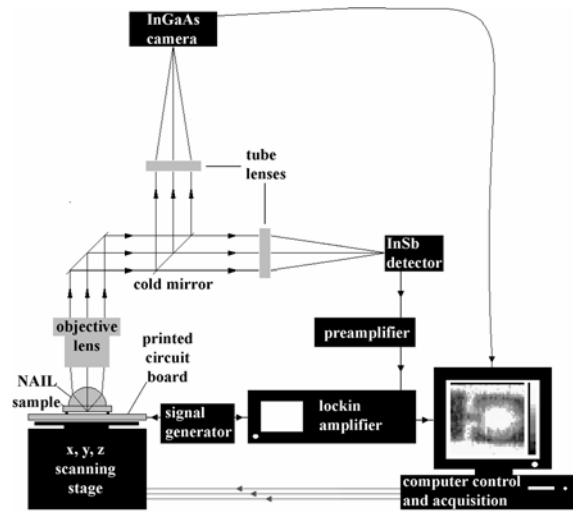 InGaAs
camera
tube
lenses
cold mirror
InSb
detector
objective
lens
printed
circuit
board
preamplifier
NAIL
sample
signal
generator
lockin
amplifier
x, y, z
scanning
stage
computer control
and acquisition